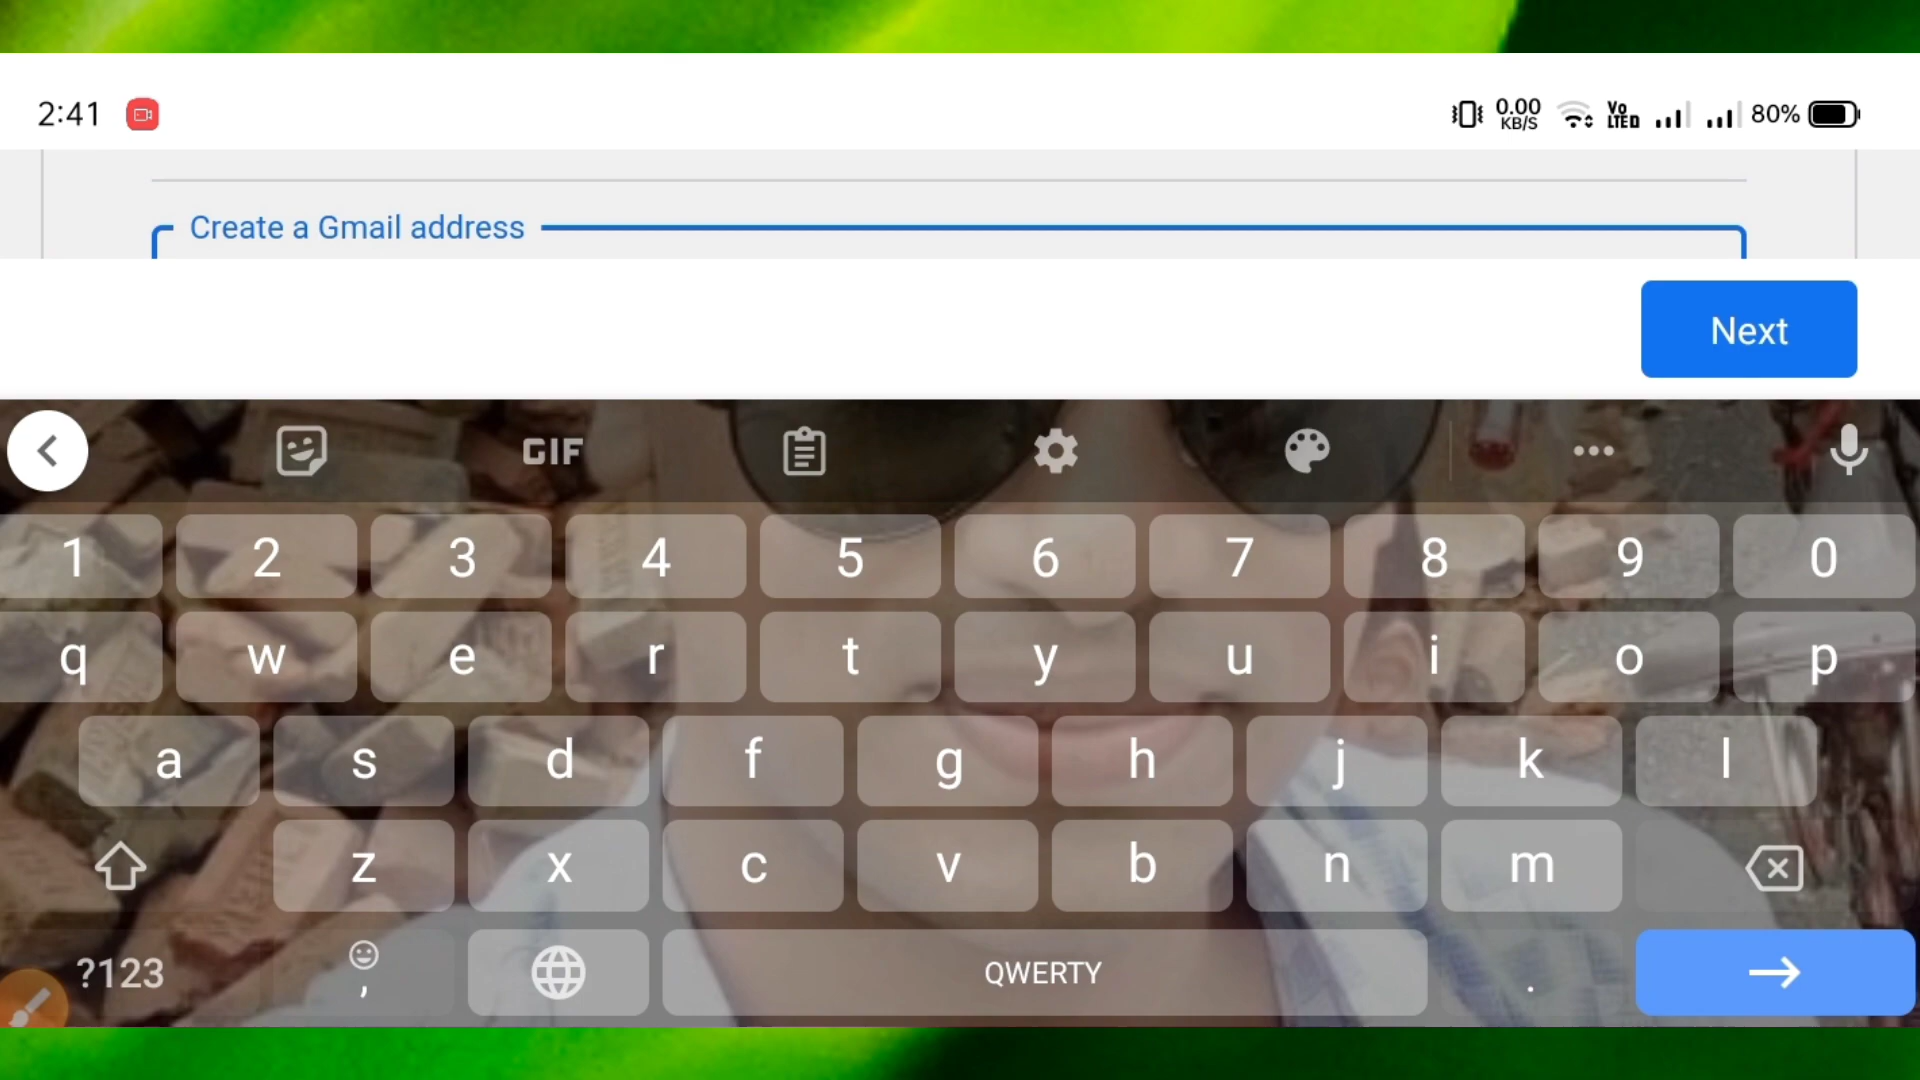 2:41 0.00 KB/S Vo LTED 80%
Create a Gmail address
Next
GIF
1 2 3 4 5 6 7 8 9 0
q w e r t y u i o p
a s d f g h j k l
z x c v b n m
?123 , QWERTY .